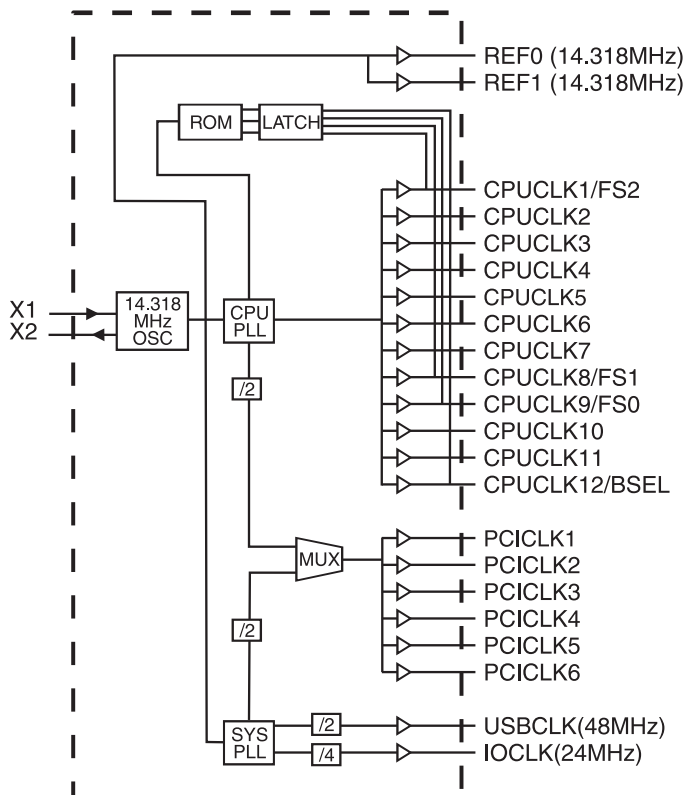 REF0 (14.318MHz)
REF1 (14.318MHz)
ROM
LATCH
CPUCLK1/FS2
CPUCLK2
CPUCLK3
CPUCLK4
CPUCLK5
CPUCLK6
CPUCLK7
CPUCLK8/FS1
CPUCLK9/FS0
CPUCLK10
CPUCLK11
CPUCLK12/BSEL
X1
X2
14.318
MHz
OSC
CPU
PLL
/2
MUX
PCICLK1
PCICLK2
PCICLK3
PCICLK4
PCICLK5
PCICLK6
/2
SYS
PLL
/2
/4
USBCLK(48MHz)
IOCLK(24MHz)